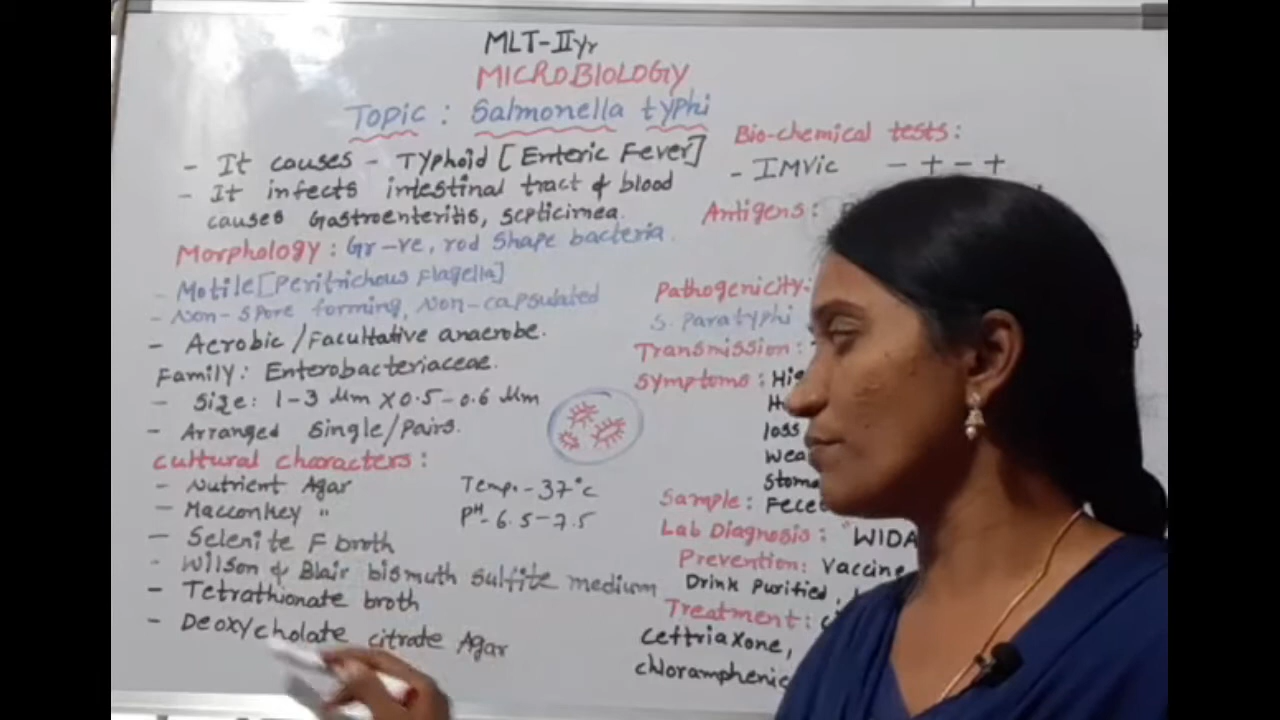 MLT-IIyr
MICROBIOLOGY
Topic : Salmonella typhi
- It causes - Typhoid [Enteric Fever]
- It infects intestinal tract & blood
causes Gastroenteritis, septicimea.
Morphology : Gr -ve, rod shape bacteria.
- Motile [Peritrichous Flagella]
- Non-spore forming, Non-capsulated
- Aerobic /Facultative anaerobe.
Family: Enterobacteriaceae.
- Size: 1-3 µm X 0.5-0.6 µm
- Arranged single/Pairs.
Cultural characters :
- Nutrient Agar
- Macconkey "
- Selenite F broth
- Wilson & Blair bismuth sulfite medium
- Tetrathionate broth
- Deoxycholate citrate Agar
Temp. - 37°c
pH - 6.5-7.5
Bio-chemical tests :
- IMVic - + - +
Antigens :
Pathogenicity:
S. Paratyphi
Transmission :
Symptoms :
loss
Sample :
Lab Diagnosis :
Prevention : Vaccine
Drink Purified,
Treatment :
Ceftriaxone,